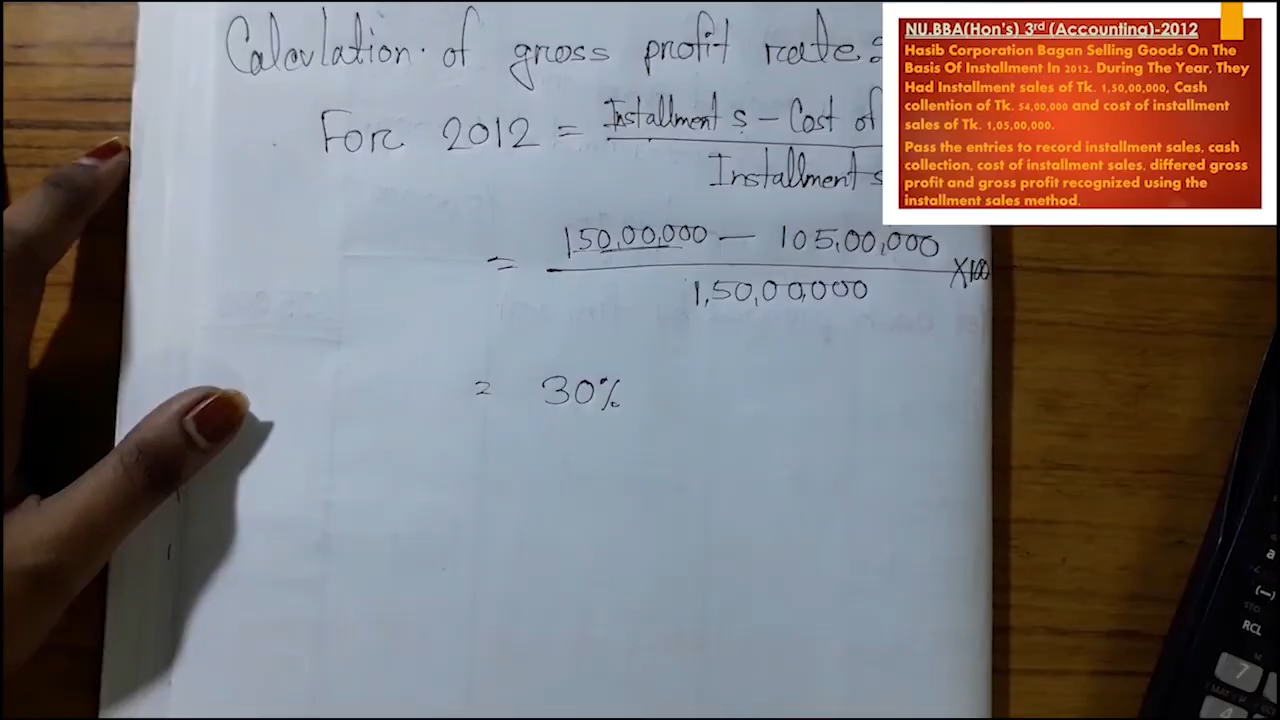 Calculation of gross profit rate:
For 2012 = Installment s - Cost of
Installment s
= 150,00,000 - 105,00,000
1,50,00,000 X100
= 30%
NU.BBA(Hon's) 3rd (Accounting)-2012
Hasib Corporation Bagan Selling Goods On The
Basis Of Installment In 2012. During The Year, They
Had Installment sales of Tk. 1,50,00,000, Cash
collention of Tk. 54,00,000 and cost of installment
sales of Tk. 1,05,00,000.
Pass the entries to record installment sales, cash
collection, cost of installment sales, differed gross
profit and gross profit recognized using the
installment sales method.
RCL
(-)
7